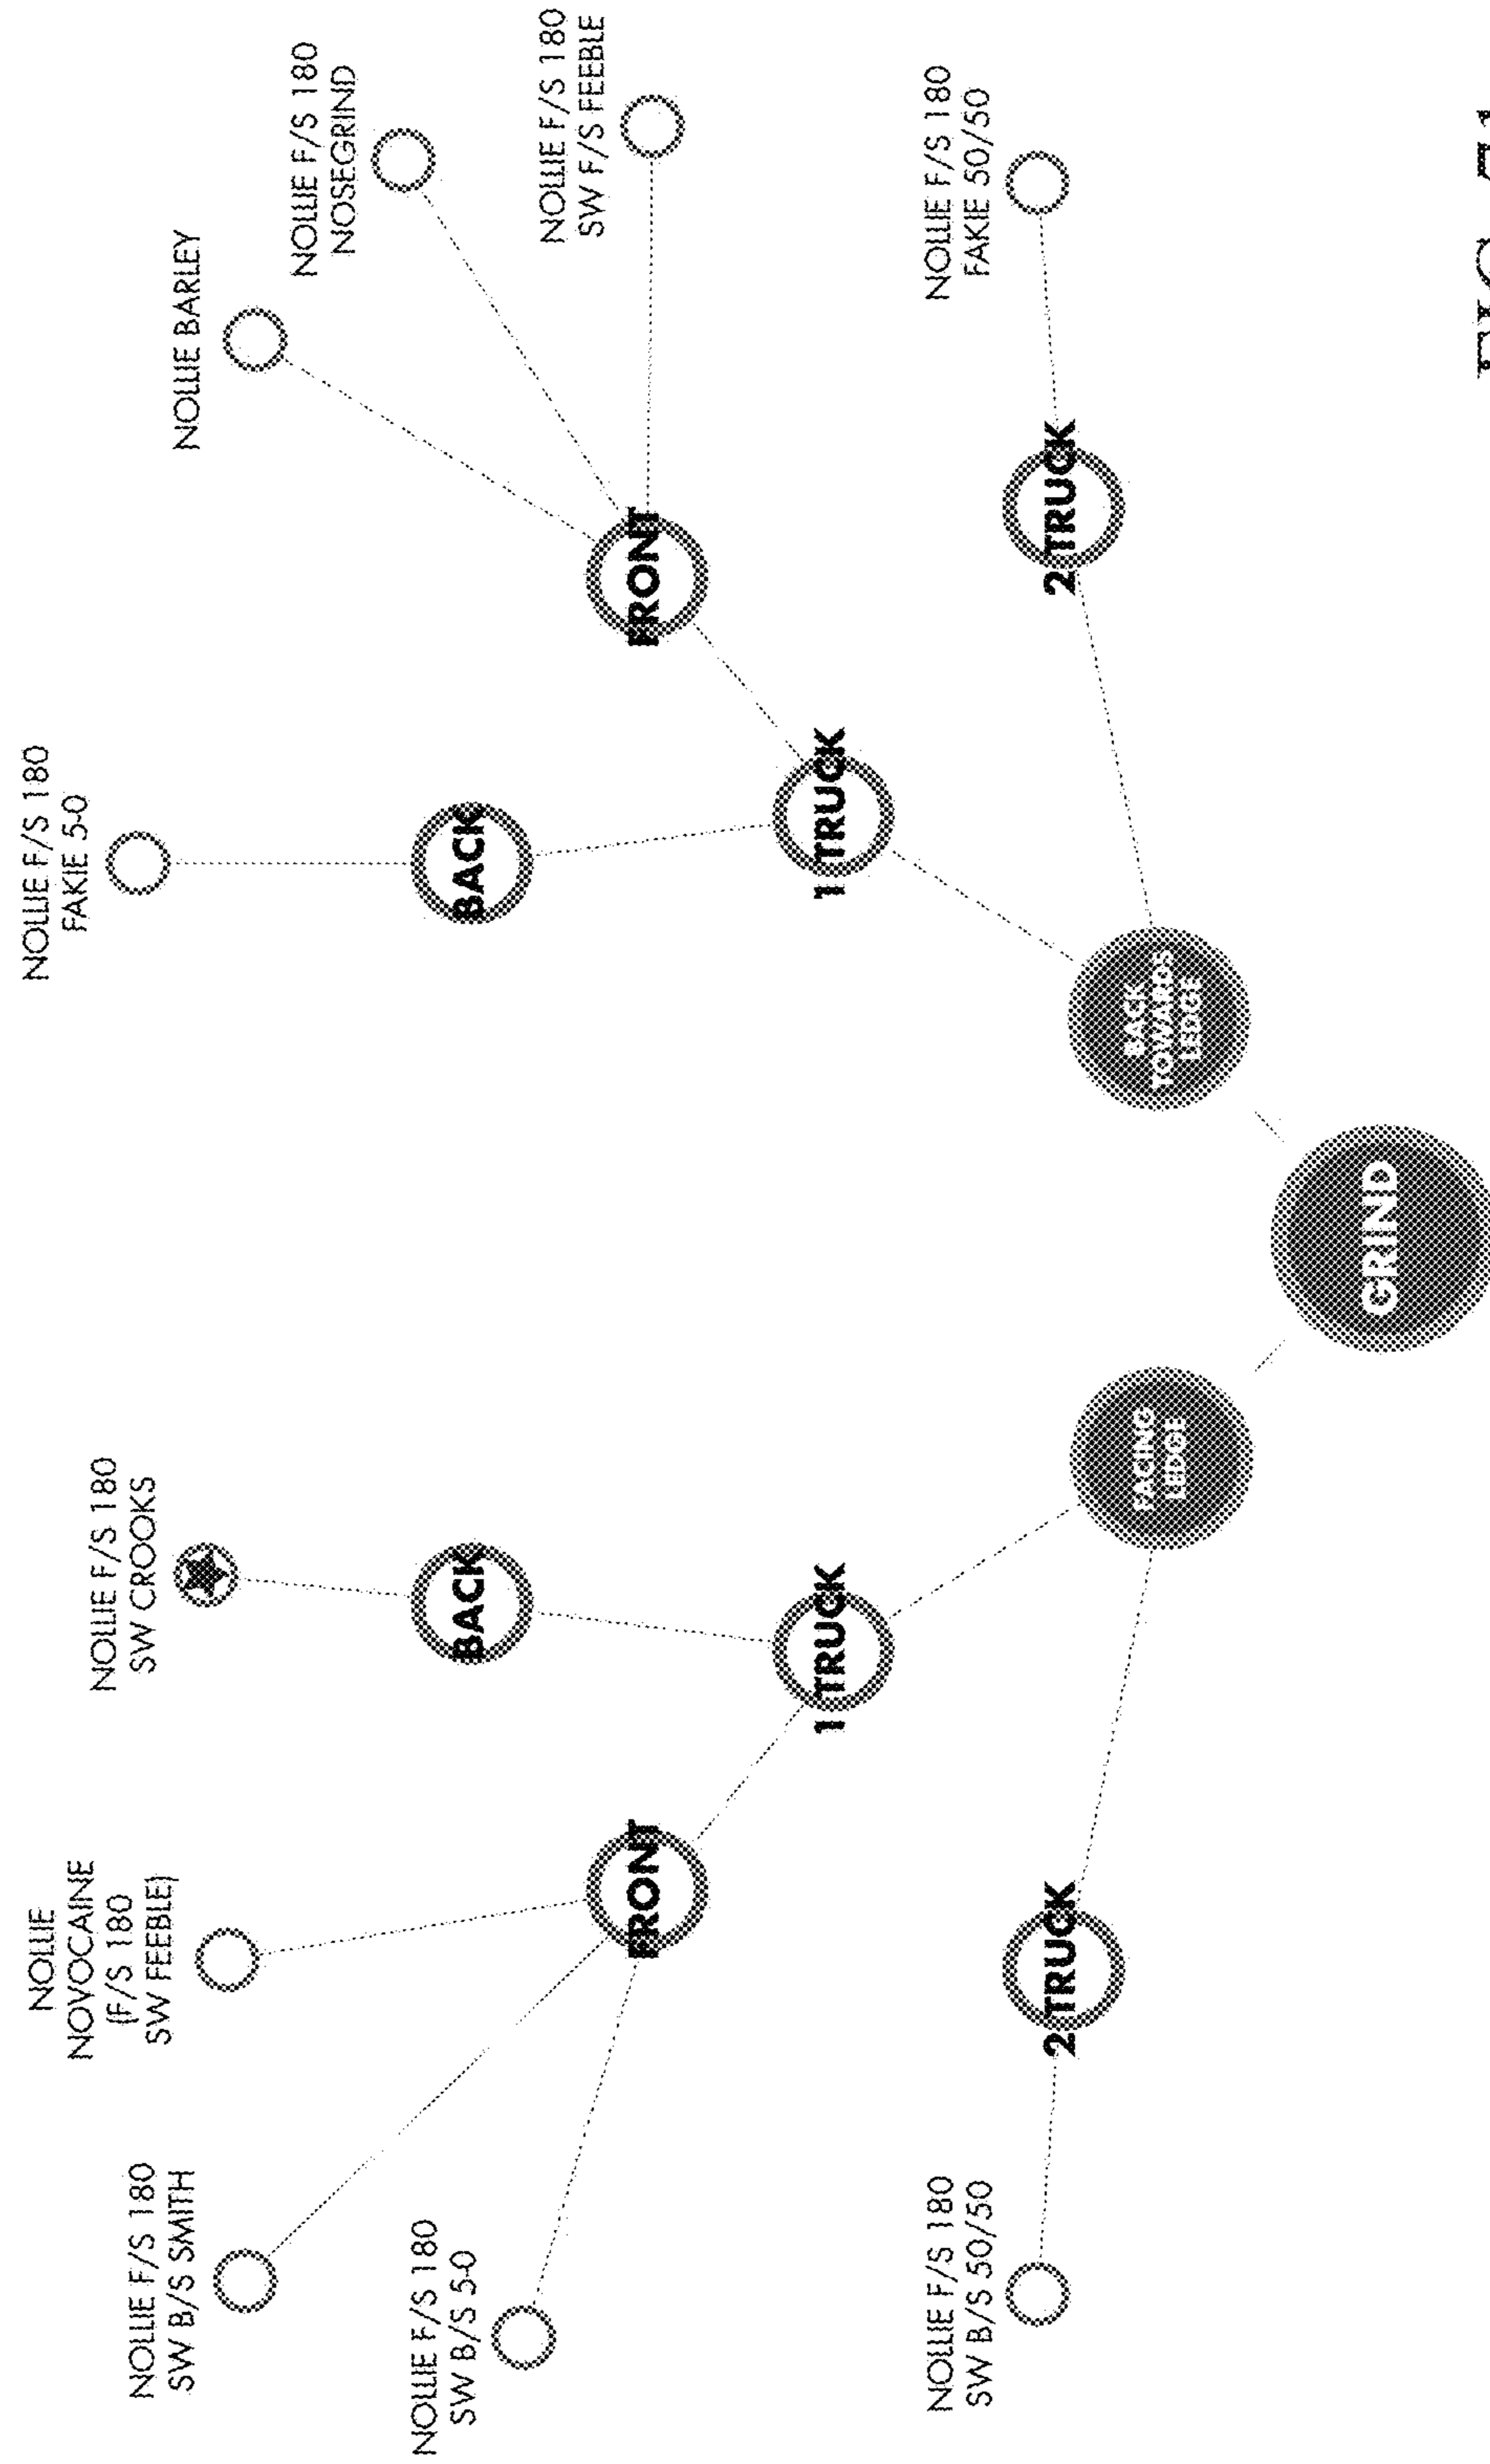 NOLLIE
NOVOCAINE
(F/S 180
SW FEEBLE)
NOLLIE F/S 180
FAKIE 5-0
NOLLIE F/S 180
SW CROOKS
NOLLIE F/S 180
SW B/S SMITH
NOLLIE BARLEY
NOLLIE F/S 180
NOSEGRIND
NOLLIE F/S 180
SW B/S 5-0
BACK
BACK
NOLLIE F/S 180
SW F/S FEEBLE
FRONT
FRONT
1 TRUCK
1 TRUCK
NOLLIE F/S 180
SW B/S 50/50
NOLLIE F/S 180
FAKIE 50/50
2 TRUCK
2 TRUCK
FACING
LEDGE
BACK
TOWARDS
LEDGE
GRIND